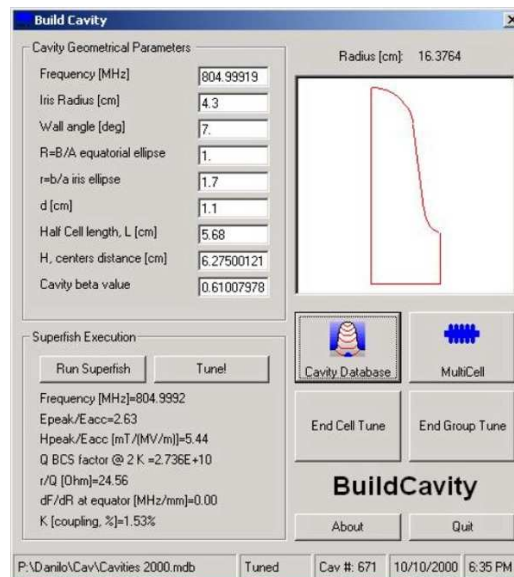 Build Cavity
Cavity Geometrical Parameters
Frequency [MHz] 804.99919
Iris Radius [cm] 4.3
Wall angle [deg] 7.
R=B/A equatorial ellipse 1.
r=b/a iris ellipse 1.7
d [cm] 1.1
Half Cell length, L [cm] 5.68
H, centers distance [cm] 6.27500121
Cavity beta value 0.61007978
Radius [cm]: 16.3764
Superfish Execution
Run Superfish Tune!
Frequency [MHz]=804.9992
Epeak/Eacc=2.63
Hpeak/Eacc [mT/(MV/m)]=5.44
Q BCS factor @ 2 K =2.736E+10
r/Q [Ohm]=24.56
dF/dR at equator [MHz/mm]=0.00
K [coupling, %]=1.53%
Cavity Database MultiCell
End Cell Tune End Group Tune
BuildCavity
About Quit
P:\Danilo\Cav\Cavities 2000.mdb Tuned Cav #: 671 10/10/2000 6:35 PM